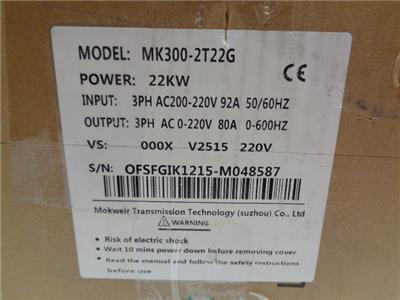 MODEL: MK300-2T22G
POWER: 22KW
CE
INPUT: 3PH AC200-220V 92A 50/60HZ
OUTPUT: 3PH AC 0-220V 80A 0-600HZ
VS: 000X V2515 220V
S/N: OFSFGIK1215-M048587
Mokweir Transmission Technology (suzhou) Co., Ltd
WARNING
• Risk of electric shock
• Wait 10 mins power down before removing cover
• Read the manual and follow the safety instructions
before use